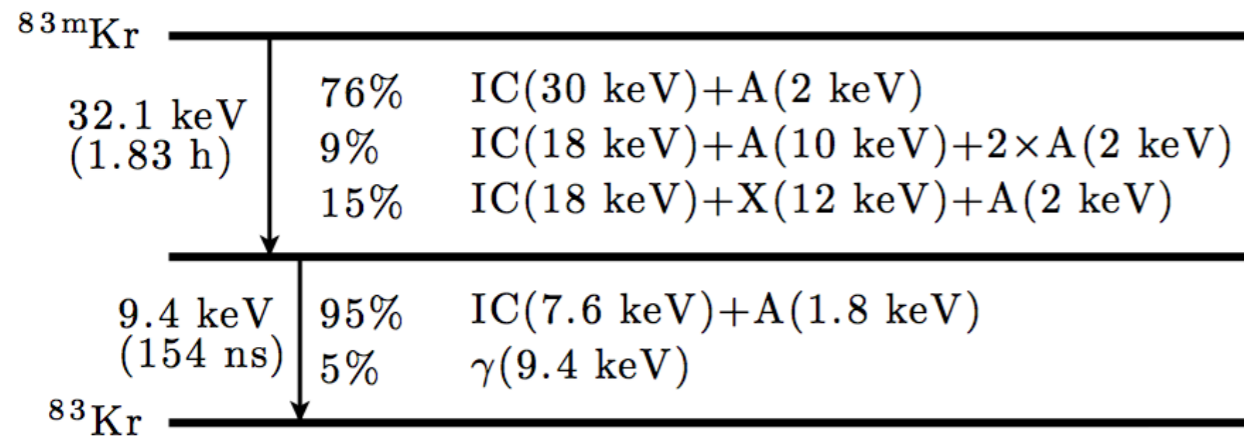 ⁸³ᵐKr
32.1 keV
(1.83 h)
76% IC(30 keV)+A(2 keV)
9% IC(18 keV)+A(10 keV)+2×A(2 keV)
15% IC(18 keV)+X(12 keV)+A(2 keV)
9.4 keV
(154 ns)
95% IC(7.6 keV)+A(1.8 keV)
5% γ(9.4 keV)
⁸³Kr